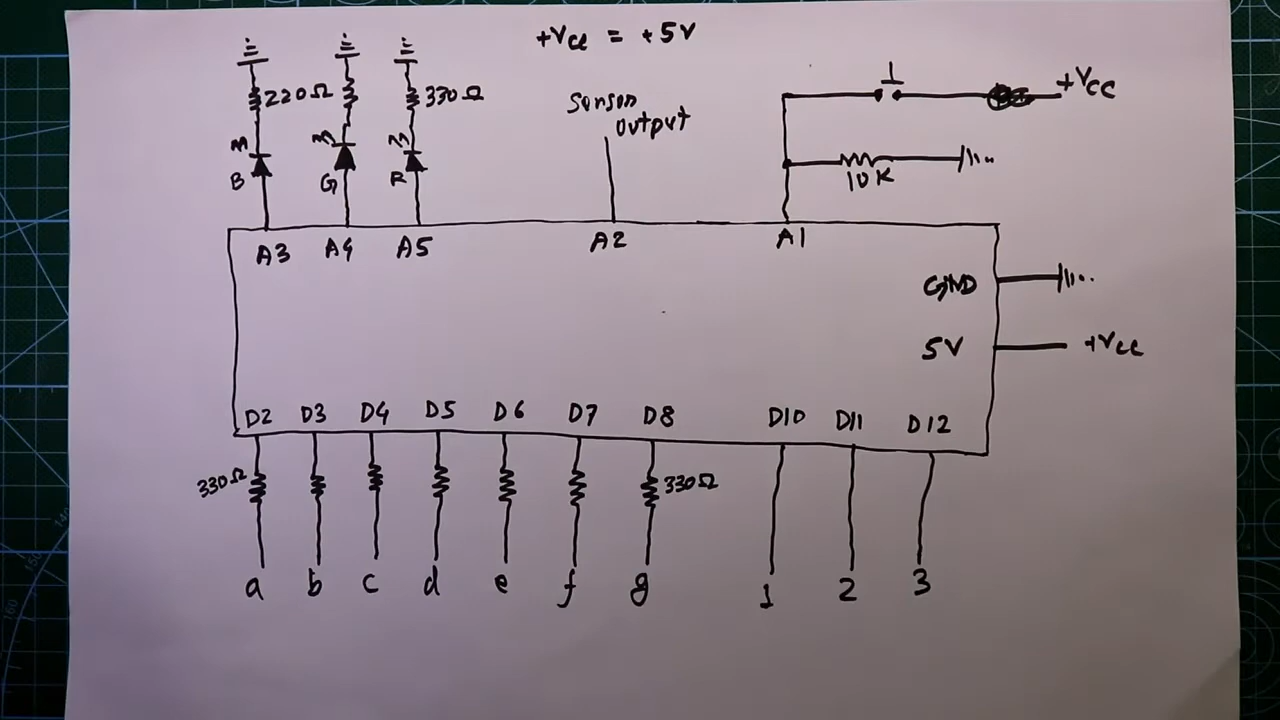 +Vcc = +5V
220Ω
330Ω
Sensor
output
+Vcc
10K
B
G
R
A3
A4
A5
A2
A1
GND
5V
+Vcc
D2
D3
D4
D5
D6
D7
D8
D10
D11
D12
330Ω
330Ω
a
b
c
d
e
f
g
1
2
3